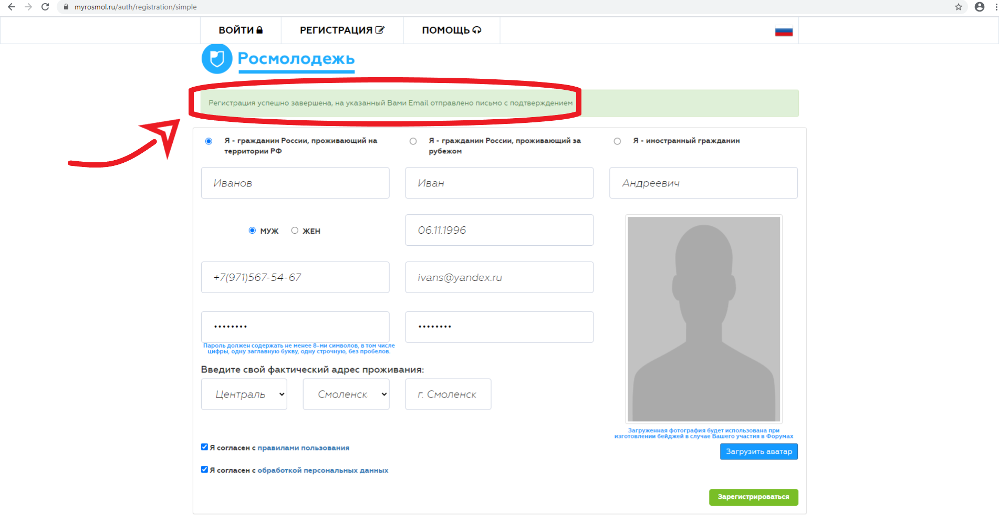 myrosmol.ru/auth/registration/simple
ВОЙТИ РЕГИСТРАЦИЯ ПОМОЩЬ
Росмолодежь
Регистрация успешно завершена, на указанный Вами Email отправлено письмо с подтверждением
Я - гражданин России, проживающий на
территории РФ
Я - гражданин России, проживающий за
рубежом
Я - иностранный гражданин
Иванов
Иван
Андреевич
МУЖ ЖЕН
06.11.1996
+7(971)567-54-67
ivans@yandex.ru
Пароль должен содержать не менее 8-ми символов, в том числе
цифры, одну заглавную букву, одну строчную, без пробелов.
Введите свой фактический адрес проживания:
Централь
Смоленск
г. Смоленск
Загруженная фотография будет использована при
изготовлении бейджей в случае Вашего участия в Форумах
Загрузить аватар
Я согласен с правилами пользования
Я согласен с обработкой персональных данных
Зарегистрироваться